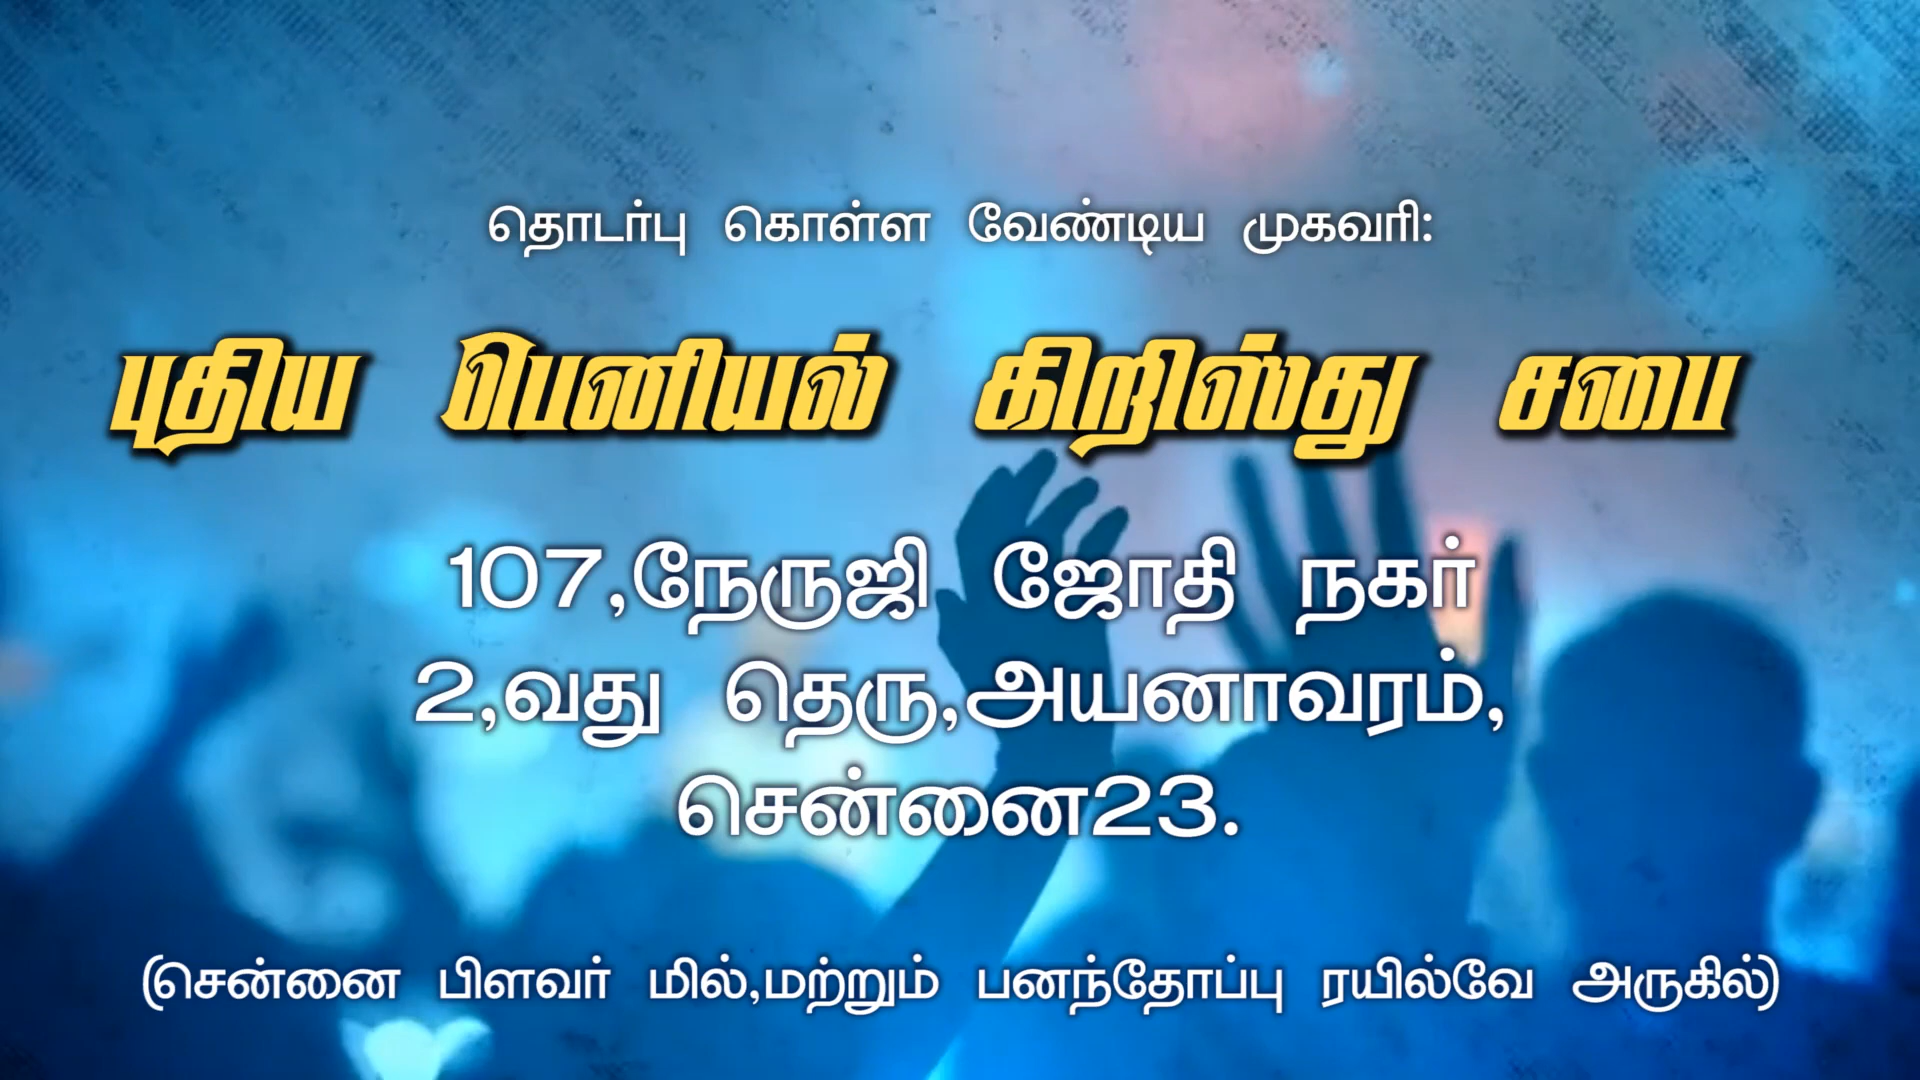 தொடர்பு கொள்ள வேண்டிய முகவரி:
புதிய பெனியல் கிறிஸ்து சபை
107,நேருஜி ஜோதி நகர்
2,வது தெரு,அயனாவரம்,
சென்னை23.
(சென்னை பிளவர் மில்,மற்றும் பனந்தோப்பு ரயில்வே அருகில்)